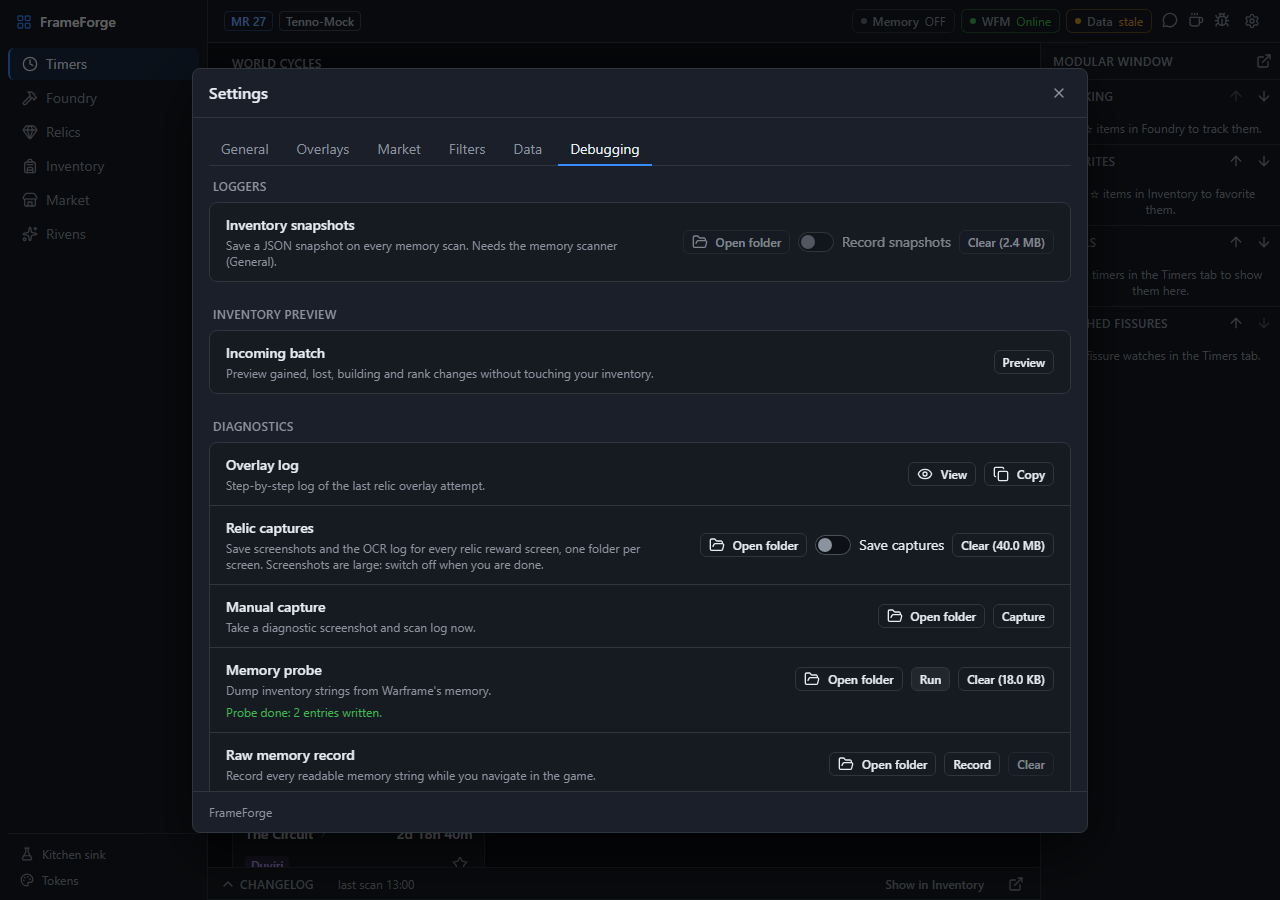 FrameForge
MR 27
Tenno-Mock
Memory OFF
WFM Online
Data stale
Timers
Foundry
Relics
Inventory
Market
Rivens
Kitchen sink
Tokens
WORLD CYCLES
MODULAR WINDOW
KING
items in Foundry to track them.
RITES
☆ items in Inventory to favorite
them.
timers in the Timers tab to show
them here.
HED FISSURES
fissure watches in the Timers tab.
Settings
General
Overlays
Market
Filters
Data
Debugging
LOGGERS
Inventory snapshots
Save a JSON snapshot on every memory scan. Needs the memory scanner
(General).
Open folder
Record snapshots
Clear (2.4 MB)
INVENTORY PREVIEW
Incoming batch
Preview gained, lost, building and rank changes without touching your inventory.
Preview
DIAGNOSTICS
Overlay log
Step-by-step log of the last relic overlay attempt.
View
Copy
Relic captures
Save screenshots and the OCR log for every relic reward screen, one folder per
screen. Screenshots are large: switch off when you are done.
Open folder
Save captures
Clear (40.0 MB)
Manual capture
Take a diagnostic screenshot and scan log now.
Open folder
Capture
Memory probe
Dump inventory strings from Warframe's memory.
Probe done: 2 entries written.
Open folder
Run
Clear (18.0 KB)
Raw memory record
Record every readable memory string while you navigate in the game.
Open folder
Record
Clear
FrameForge
The Circuit
2d 18h 40m
Duviri
CHANGELOG
last scan 13:00
Show in Inventory